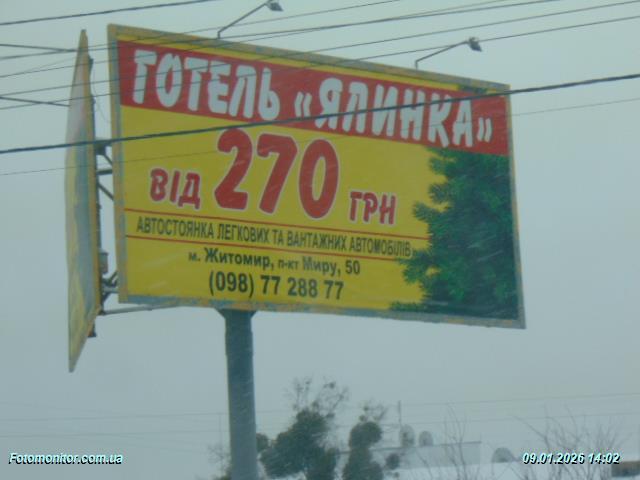 ГОТЕЛЬ «ЯЛИНКА»
ВІД 270 ГРН
АВТОСТОЯНКА ЛЕГКОВИХ ТА ВАНТАЖНИХ АВТОМОБІЛІВ
м. Житомир, п-кт Миру, 50
(098) 77 288 77
Fotomonitor.com.ua
09.01.2026 14:02